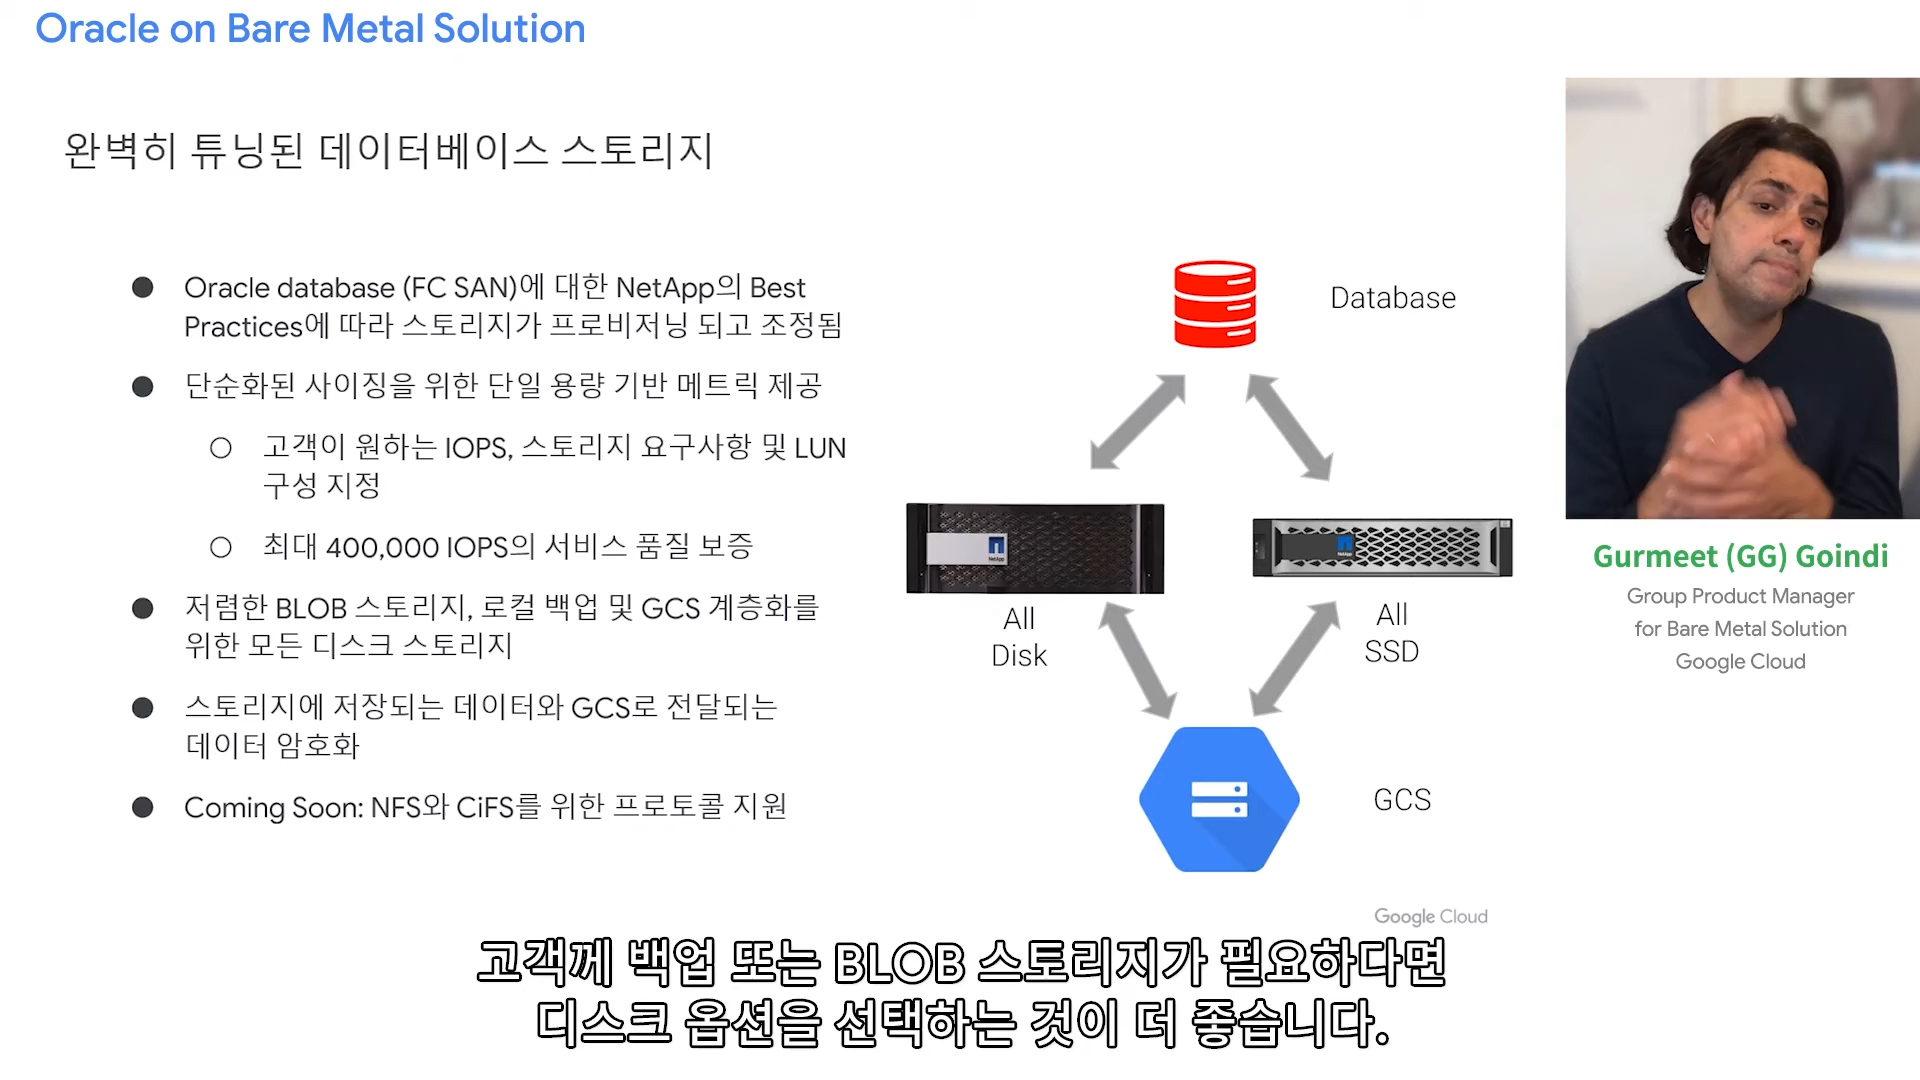 Oracle on Bare Metal Solution
완벽히 튜닝된 데이터베이스 스토리지
● Oracle database (FC SAN)에 대한 NetApp의 Best
Practices에 따라 스토리지가 프로비저닝 되고 조정됨
● 단순화된 사이징을 위한 단일 용량 기반 메트릭 제공
○ 고객이 원하는 IOPS, 스토리지 요구사항 및 LUN
구성 지정
○ 최대 400,000 IOPS의 서비스 품질 보증
● 저렴한 BLOB 스토리지, 로컬 백업 및 GCS 계층화를
위한 모든 디스크 스토리지
● 스토리지에 저장되는 데이터와 GCS로 전달되는
데이터 암호화
● Coming Soon: NFS와 CiFS를 위한 프로토콜 지원
Database
NetApp
NetApp
All
Disk
All
SSD
GCS
Google Cloud
Gurmeet (GG) Goindi
Group Product Manager
for Bare Metal Solution
Google Cloud
고객께 백업 또는 BLOB 스토리지가 필요하다면
디스크 옵션을 선택하는 것이 더 좋습니다.